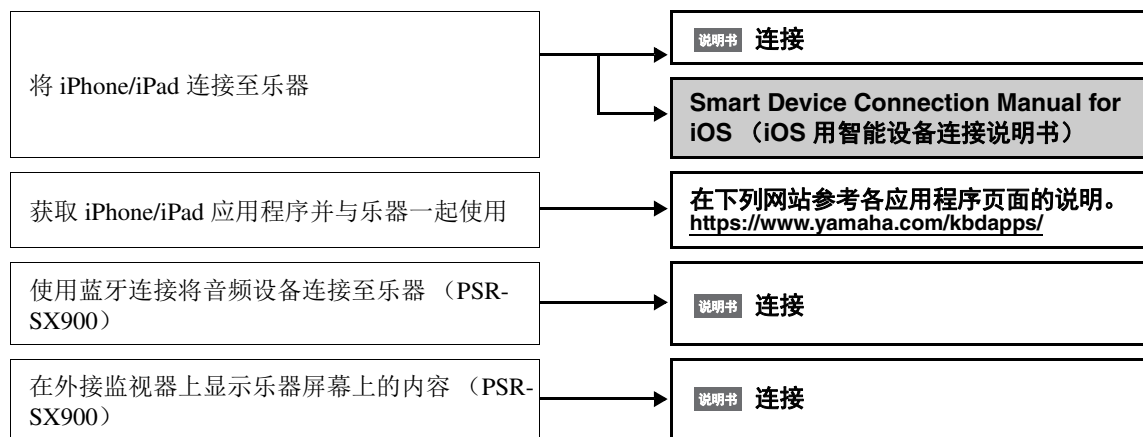 将 iPhone/iPad 连接至乐器
说明书 连接
Smart Device Connection Manual for
iOS （iOS 用智能设备连接说明书）
获取 iPhone/iPad 应用程序并与乐器一起使用
在下列网站参考各应用程序页面的说明。
https://www.yamaha.com/kbdapps/
使用蓝牙连接将音频设备连接至乐器 （PSR-
SX900）
说明书 连接
在外接监视器上显示乐器屏幕上的内容 （PSR-
SX900）
说明书 连接